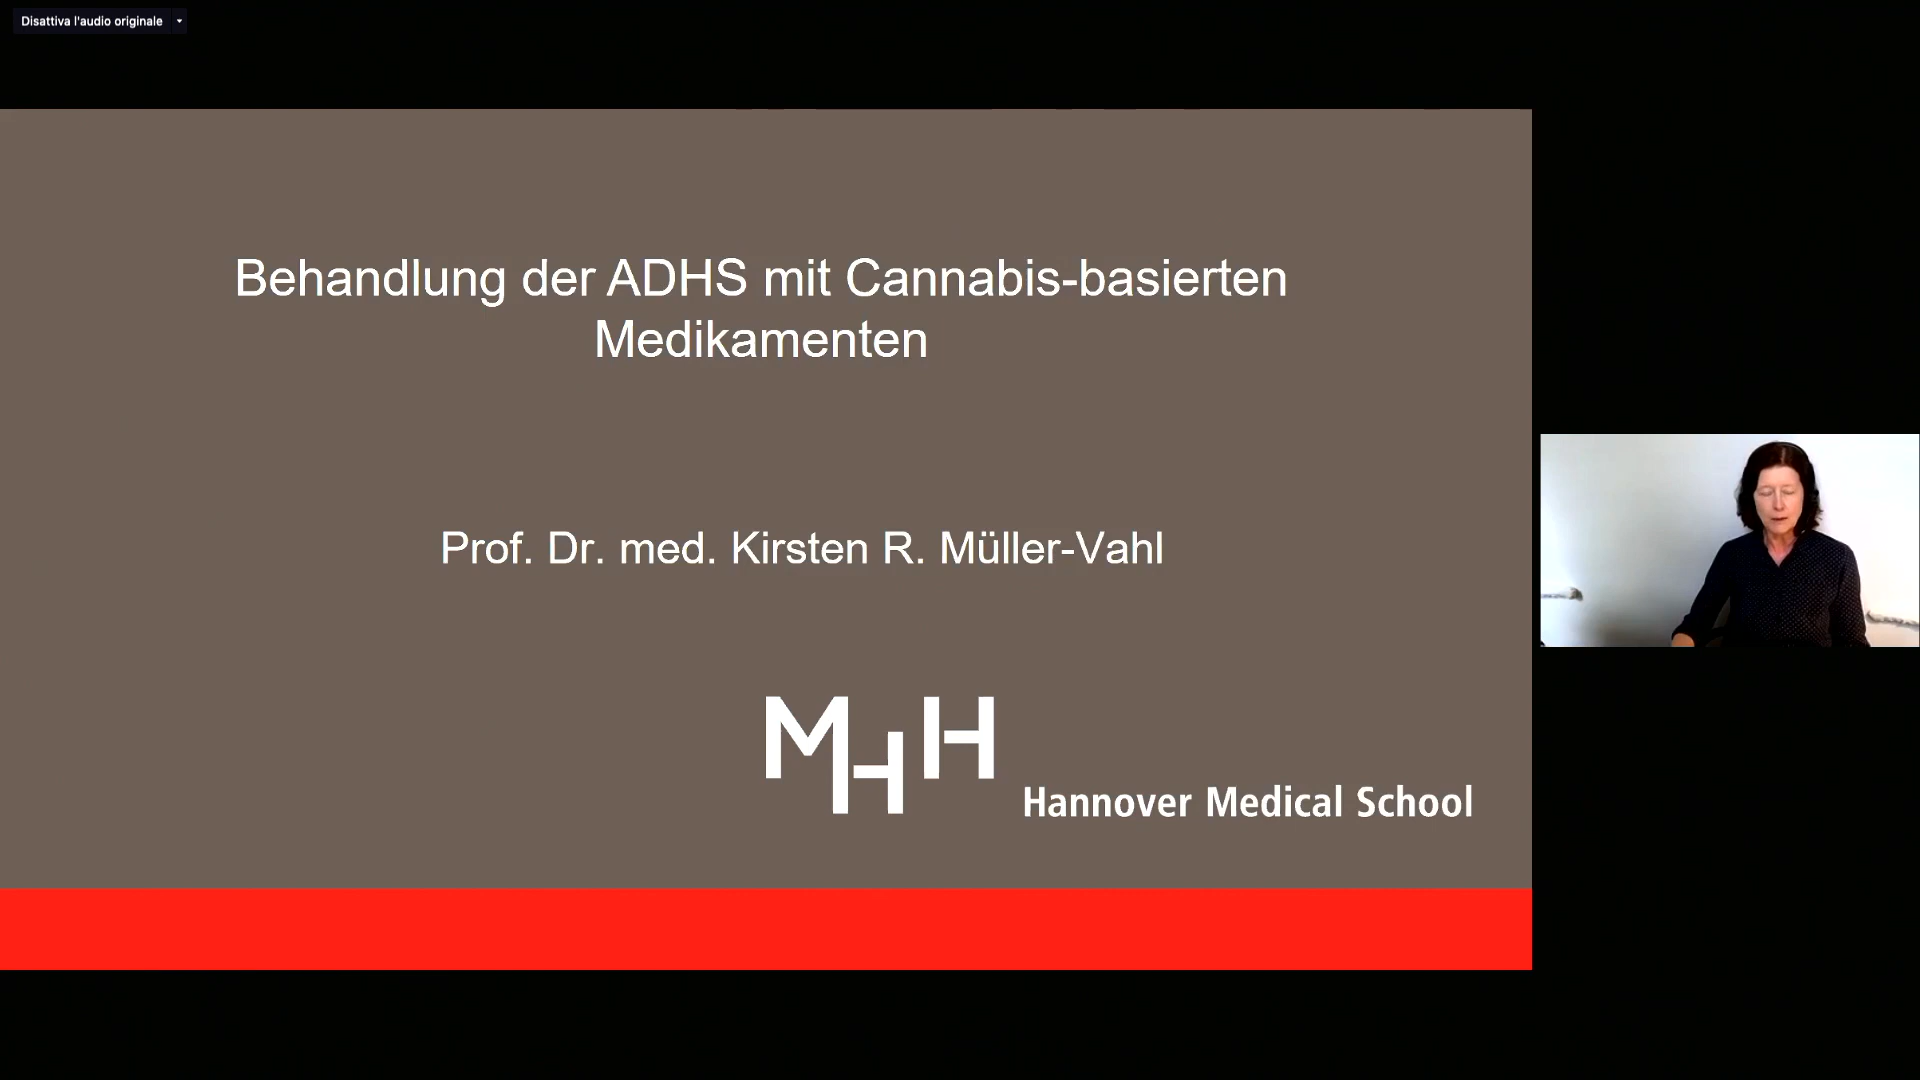 Disattiva l'audio originale
Behandlung der ADHS mit Cannabis-basierten
Medikamenten
Prof. Dr. med. Kirsten R. Müller-Vahl
MHH
Hannover Medical School